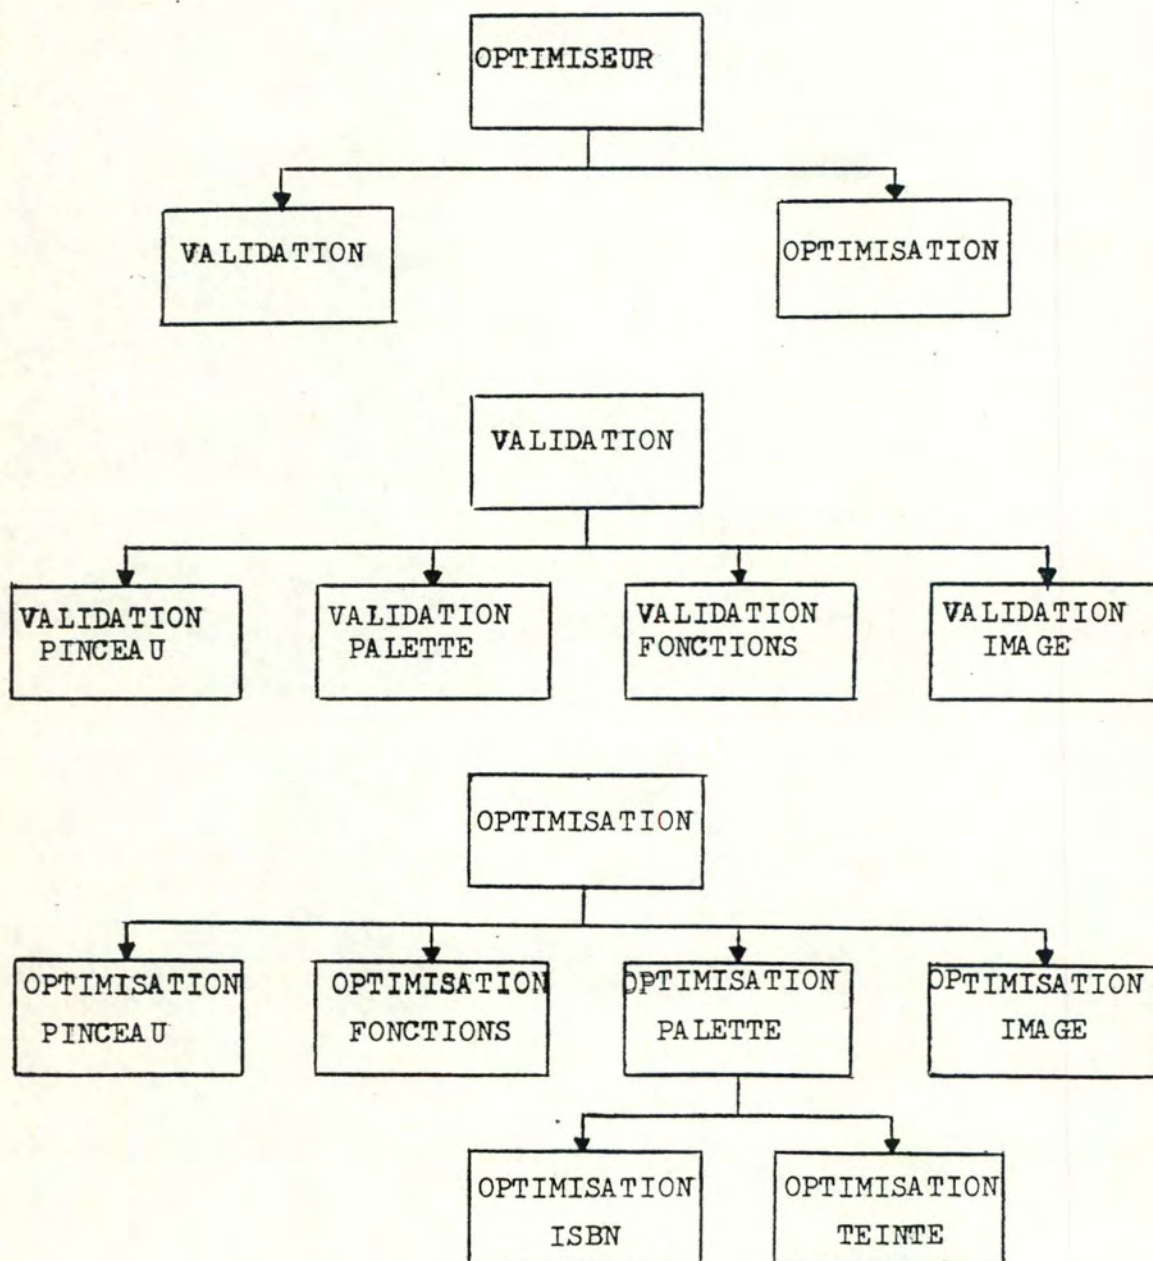 OPTIMISEUR
VALIDATION
OPTIMISATION
VALIDATION
VALIDATION
PINCEAU
VALIDATION
PALETTE
VALIDATION
FONCTIONS
VALIDATION
IMAGE
OPTIMISATION
OPTIMISATION
PINCEAU
OPTIMISATION
FONCTIONS
OPTIMISATION
PALETTE
OPTIMISATION
IMAGE
OPTIMISATION
ISBN
OPTIMISATION
TEINTE